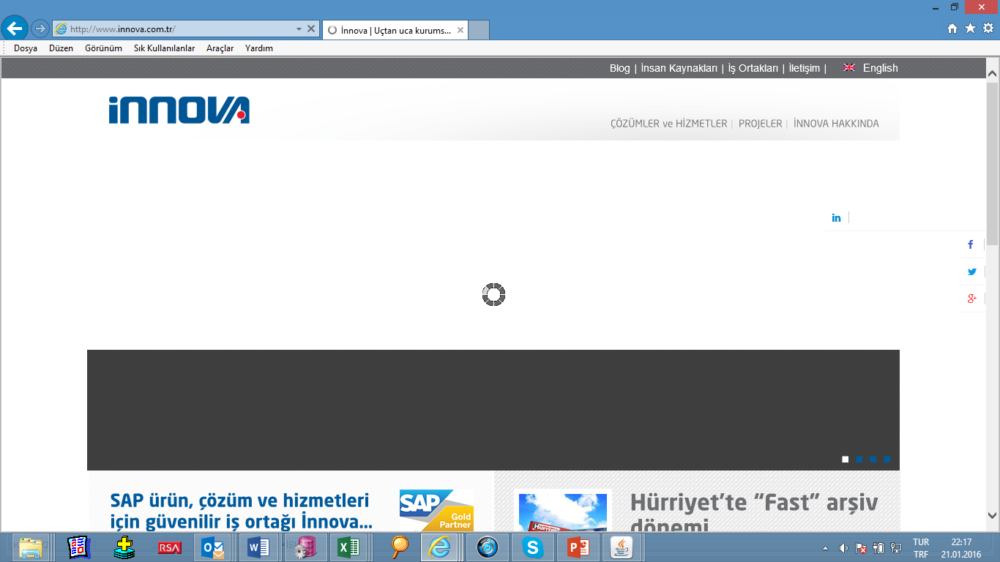 http://www.innova.com.tr/
İnnova | Uçtan uca kurums...
Dosya Düzen Görünüm Sık Kullanılanlar Araçlar Yardım
Blog | İnsan Kaynakları | İş Ortakları | İletişim | English
innova
ÇÖZÜMLER ve HİZMETLER | PROJELER | İNNOVA HAKKINDA
in
f
g+
SAP ürün, çözüm ve hizmetleri
için güvenilir iş ortağı İnnova...
SAP
Gold
Partner
Hürriyet
Hürriyet'te "Fast" arşiv
dönemi
RSA
TUR
TRF
22:17
21.01.2016